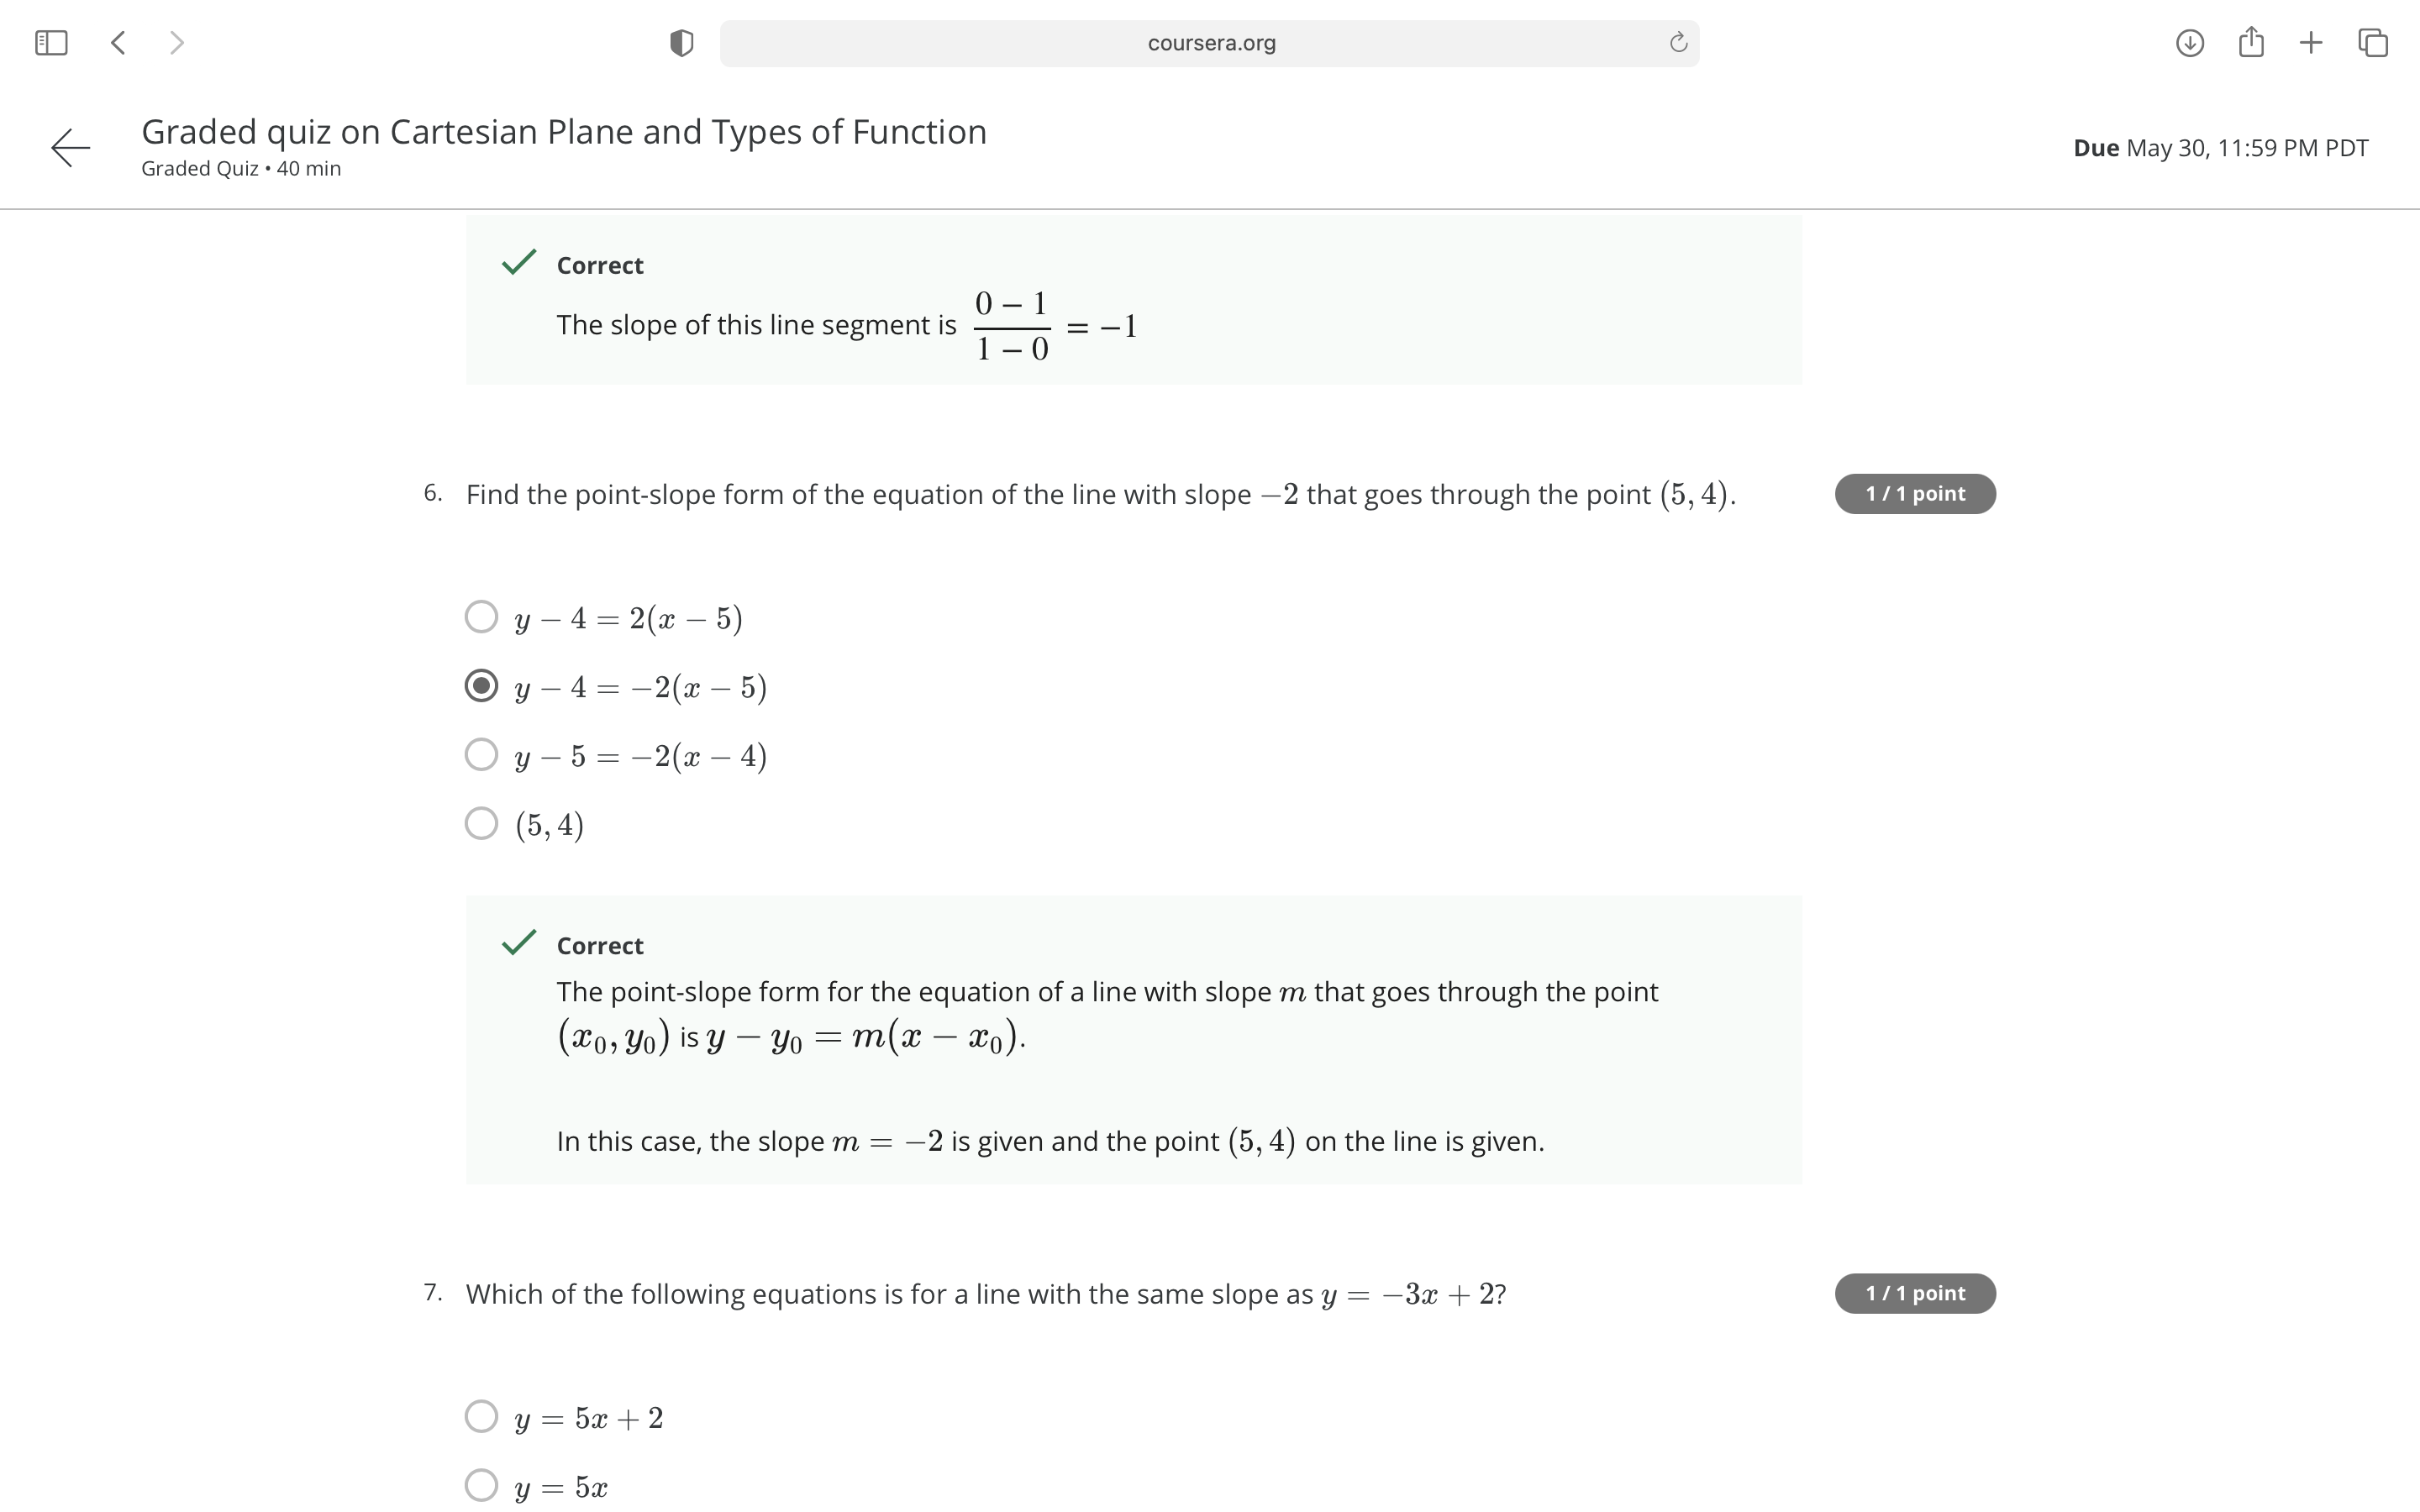 coursera.org
Graded quiz on Cartesian Plane and Types of Function
Graded Quiz • 40 min
Due May 30, 11:59 PM PDT
Correct
The slope of this line segment is (0 − 1)/(1 − 0) = −1
6. Find the point-slope form of the equation of the line with slope −2 that goes through the point (5, 4).
1 / 1 point
y − 4 = 2(x − 5)
y − 4 = −2(x − 5)
y − 5 = −2(x − 4)
(5, 4)
Correct
The point-slope form for the equation of a line with slope m that goes through the point
(x₀, y₀) is y − y₀ = m(x − x₀).
In this case, the slope m = −2 is given and the point (5, 4) on the line is given.
7. Which of the following equations is for a line with the same slope as y = −3x + 2?
1 / 1 point
y = 5x + 2
y = 5x